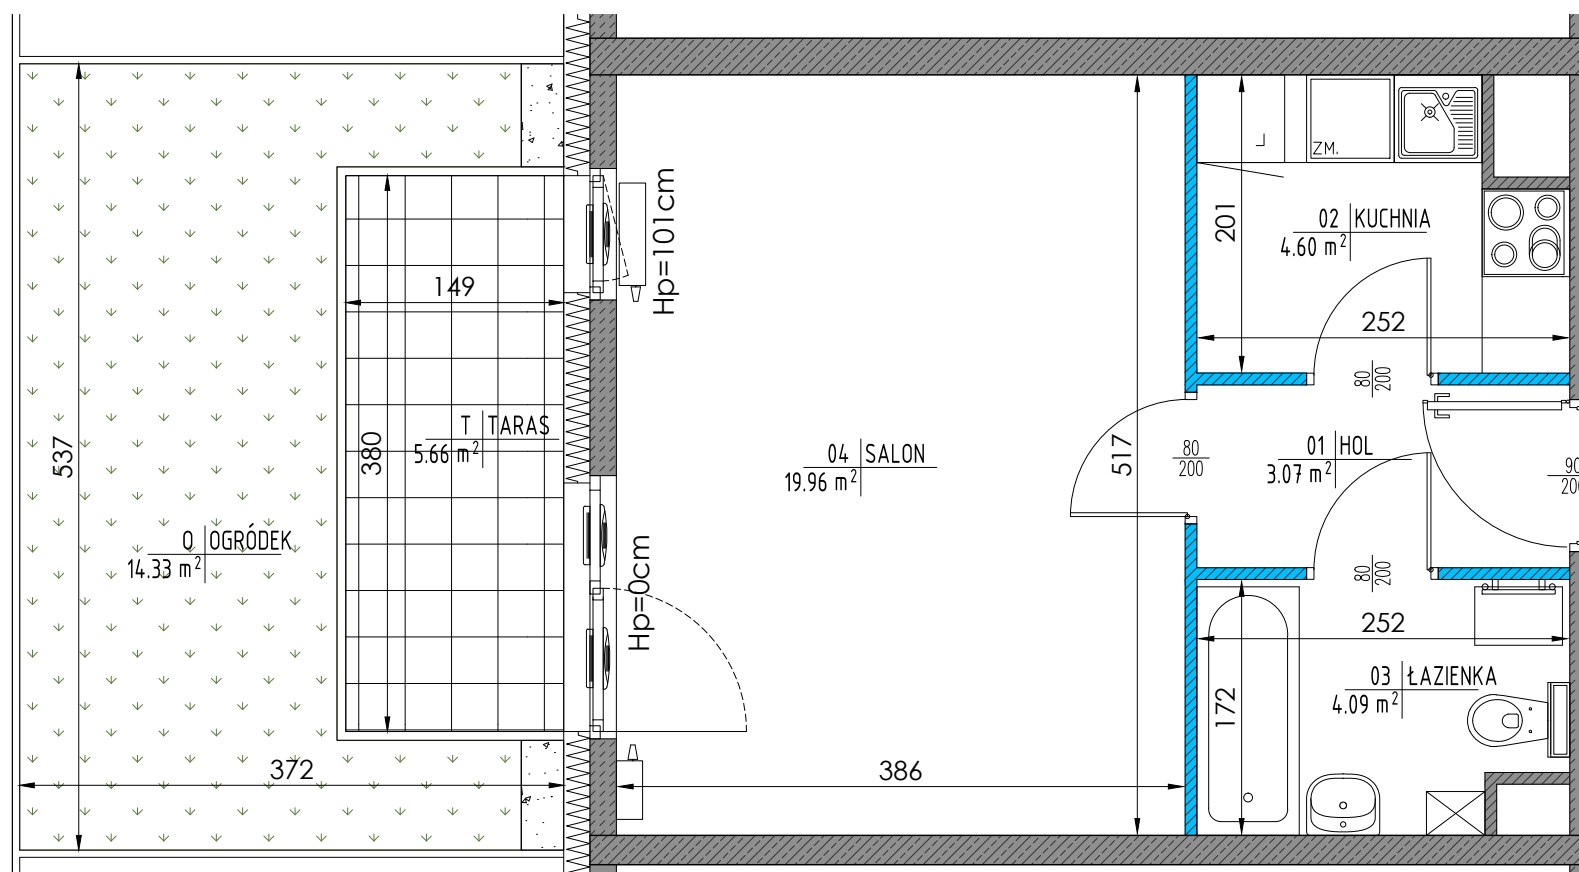 ZM.
02 KUCHNIA
4.60 m²
201
252
80
200
Hp=101cm
149
T TARAS
5.66 m²
380
537
O OGRÓDEK
14.33 m²
372
04 SALON
19.96 m²
517
386
Hp=0cm
80
200
01 HOL
3.07 m²
90
80
200
252
03 ŁAZIENKA
4.09 m²
172